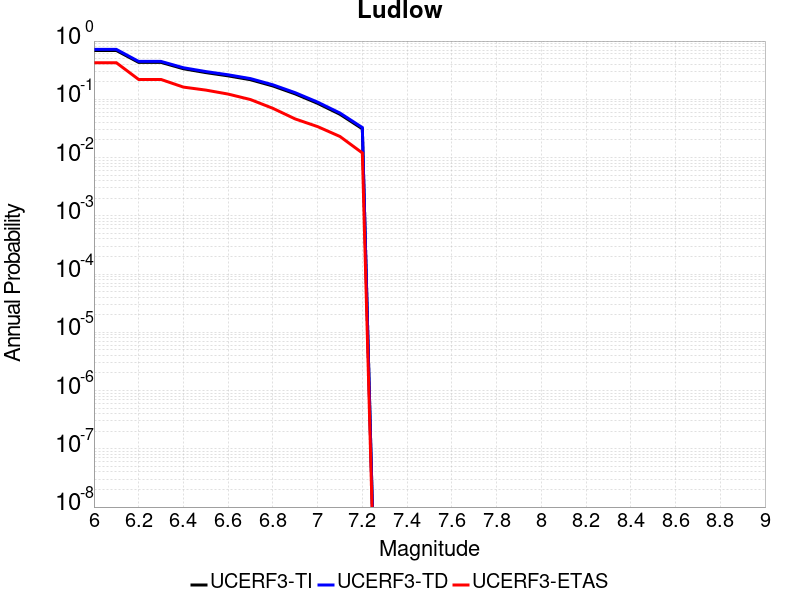 Ludlow
10^0
10^-1
10^-2
10^-3
10^-4
10^-5
10^-6
10^-7
10^-8
Annual Probability
6 6.2 6.4 6.6 6.8 7 7.2 7.4 7.6 7.8 8 8.2 8.4 8.6 8.8 9
Magnitude
UCERF3-TI UCERF3-TD UCERF3-ETAS